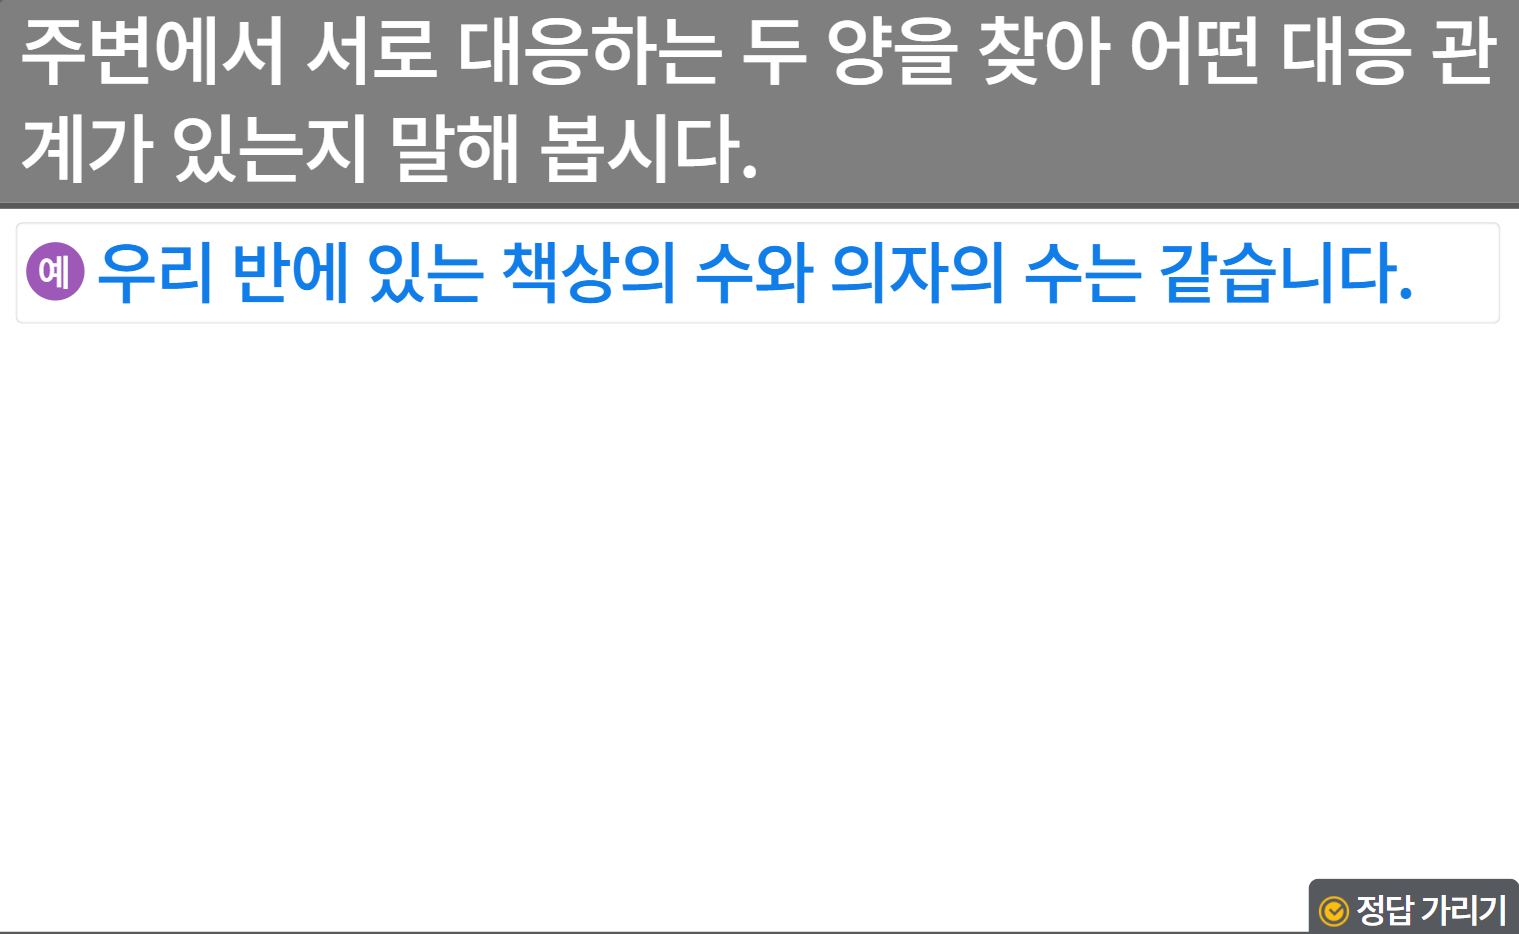 주변에서 서로 대응하는 두 양을 찾아 어떤 대응 관
계가 있는지 말해 봅시다.
예 우리 반에 있는 책상의 수와 의자의 수는 같습니다.
정답 가리기